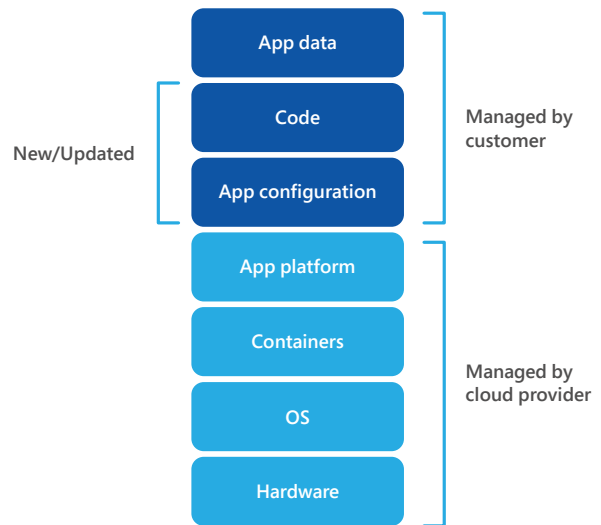 App data
Code
New/Updated
App configuration
Managed by
customer
App platform
Containers
OS
Hardware
Managed by
cloud provider